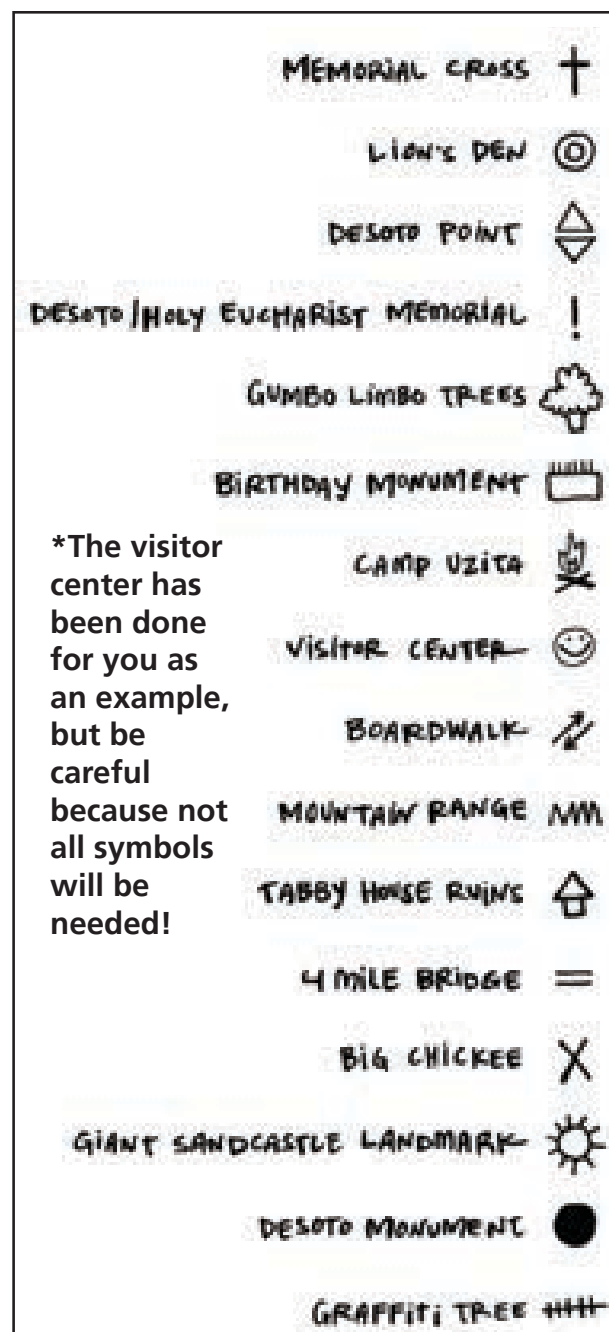 MEMORIAL CROSS
LION'S DEN
DESOTO POINT
DESOTO/HOLY EUCHARIST MEMORIAL
GUMBO LIMBO TREES
BIRTHDAY MONUMENT
CAMP UZITA
VISITOR CENTER
BOARDWALK
MOUNTAIN RANGE
TABBY HOUSE RUINS
4 MILE BRIDGE
BIG CHICKEE
GIANT SANDCASTLE LANDMARK
DESOTO MONUMENT
GRAFFITI TREE
*The visitor
center has
been done
for you as
an example,
but be
careful
because not
all symbols
will be
needed!